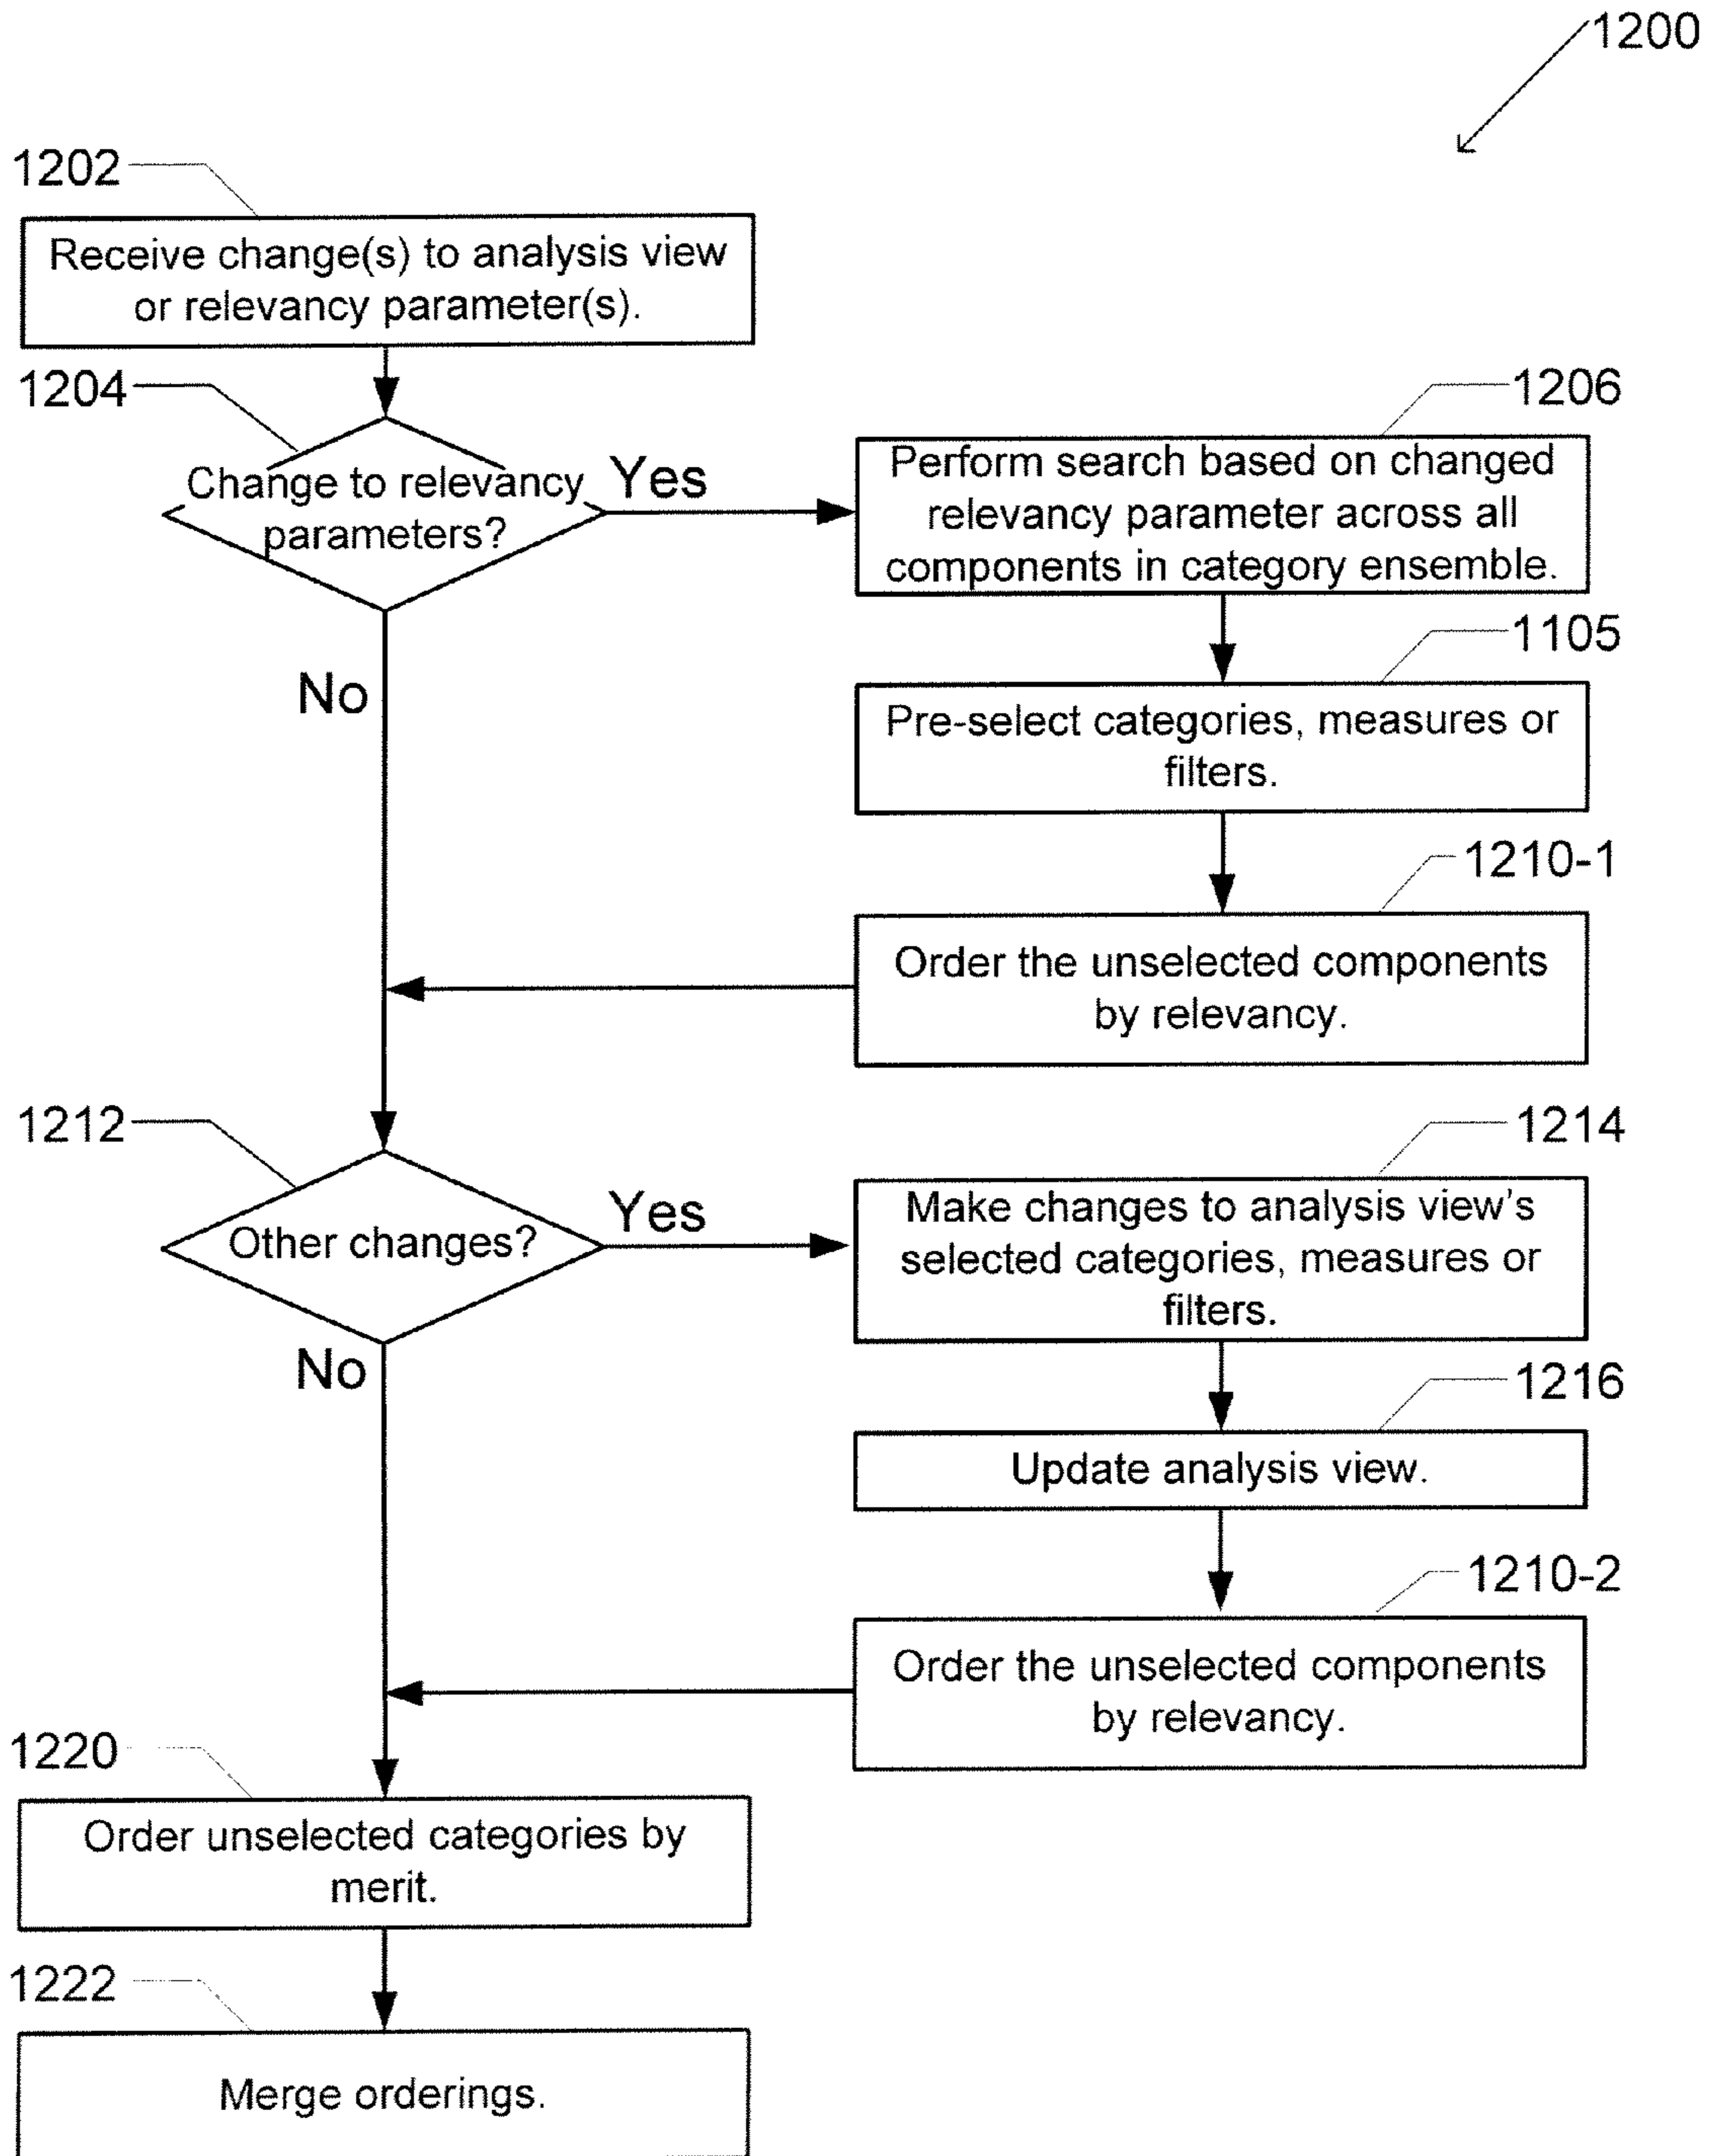 1200
1202
Receive change(s) to analysis view
or relevancy parameter(s).
1204
Change to relevancy
parameters?
Yes
No
1206
Perform search based on changed
relevancy parameter across all
components in category ensemble.
1105
Pre-select categories, measures or
filters.
1210-1
Order the unselected components
by relevancy.
1212
Other changes?
Yes
No
1214
Make changes to analysis view's
selected categories, measures or
filters.
1216
Update analysis view.
1210-2
Order the unselected components
by relevancy.
1220
Order unselected categories by
merit.
1222
Merge orderings.